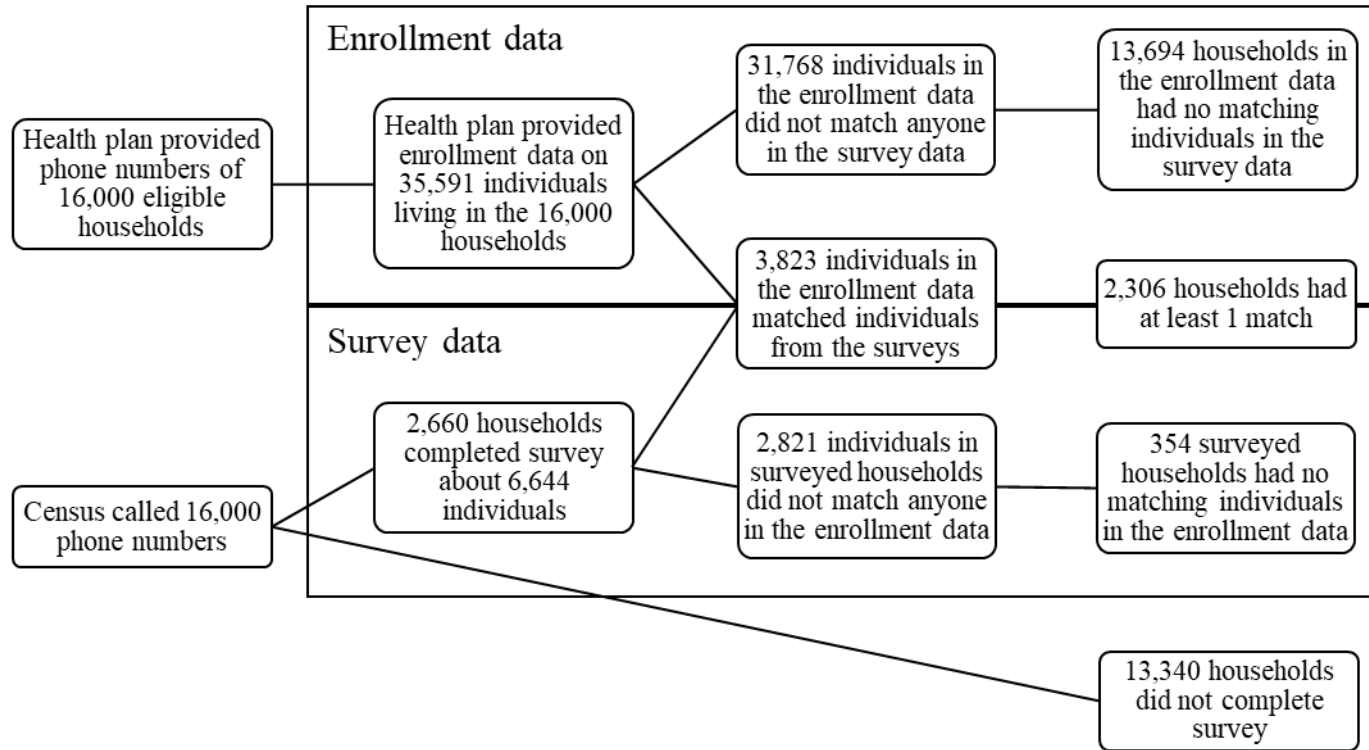 Enrollment data
Health plan provided
phone numbers of
16,000 eligible
households
Health plan provided
enrollment data on
35,591 individuals
living in the 16,000
households
31,768 individuals in
the enrollment data
did not match anyone
in the survey data
13,694 households in
the enrollment data
had no matching
individuals in the
survey data
3,823 individuals in
the enrollment data
matched individuals
from the surveys
2,306 households had
at least 1 match
Survey data
Census called 16,000
phone numbers
2,660 households
completed survey
about 6,644
individuals
2,821 individuals in
surveyed households
did not match anyone
in the enrollment data
354 surveyed
households had no
matching individuals
in the enrollment data
13,340 households
did not complete
survey